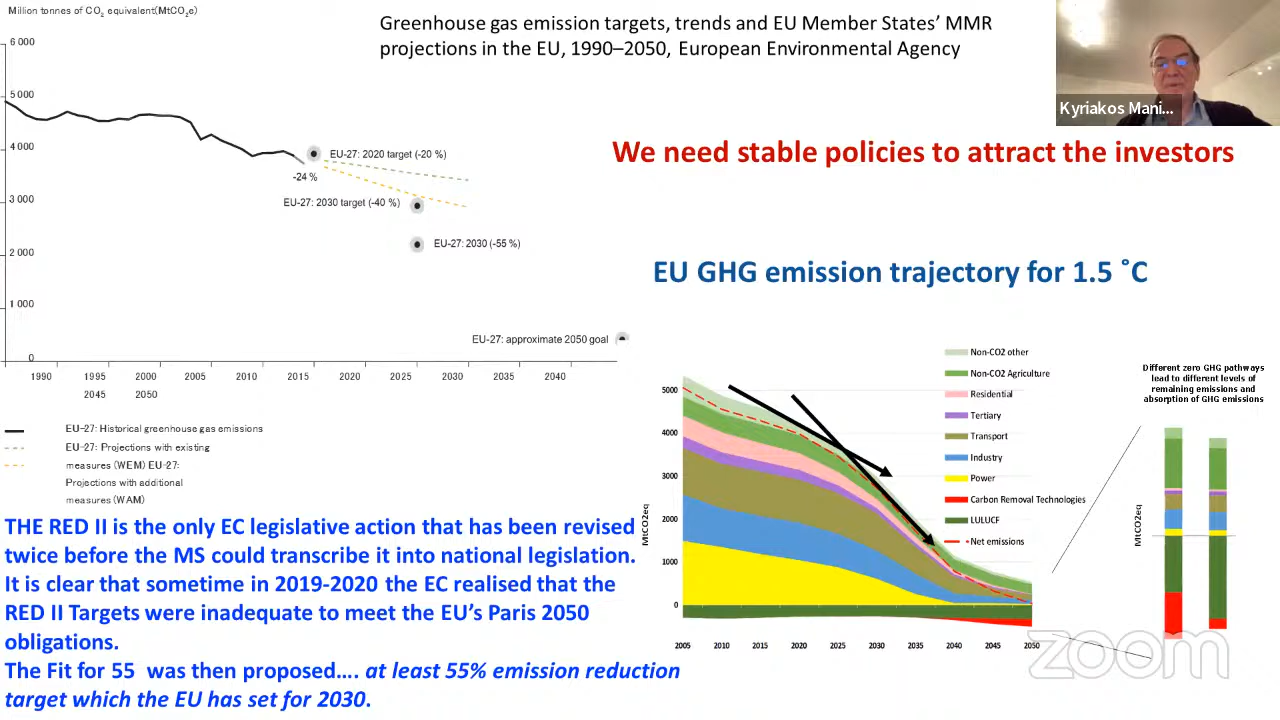 Million tonnes of CO2 equivalent(MtCO2e)
6 000
5 000
4 000
3 000
2 000
1 000
0
EU-27: 2020 target (-20 %)
-24 %
EU-27: 2030 target (-40 %)
EU-27: 2030 (-55 %)
EU-27: approximate 2050 goal
1990 1995 2000 2005 2010 2015 2020 2025 2030 2040
2045 2050
EU-27: Historical greenhouse gas emissions
EU-27: Projections with existing
measures (WEM) EU-27:
Projections with additional
measures (WAM)
Greenhouse gas emission targets, trends and EU Member States' MMR
projections in the EU, 1990–2050, European Environmental Agency
Kyriakos Mani...
We need stable policies to attract the investors
EU GHG emission trajectory for 1.5 ˚C
THE RED II is the only EC legislative action that has been revised
twice before the MS could transcribe it into national legislation.
It is clear that sometime in 2019-2020 the EC realised that the
RED II Targets were inadequate to meet the EU's Paris 2050
obligations.
The Fit for 55 was then proposed…. at least 55% emission reduction
target which the EU has set for 2030.
MtCO2eq
5000
4000
3000
2000
1000
0
2005 2010 2015 2020 2025 2030 2035 2040 2045 2050
Non-CO2 other
Non-CO2 Agriculture
Residential
Tertiary
Transport
Industry
Power
Carbon Removal Technologies
LULUCF
Net emissions
Different zero GHG pathways
lead to different levels of
remaining emissions and
absorption of GHG emissions
MtCO2eq
zoom